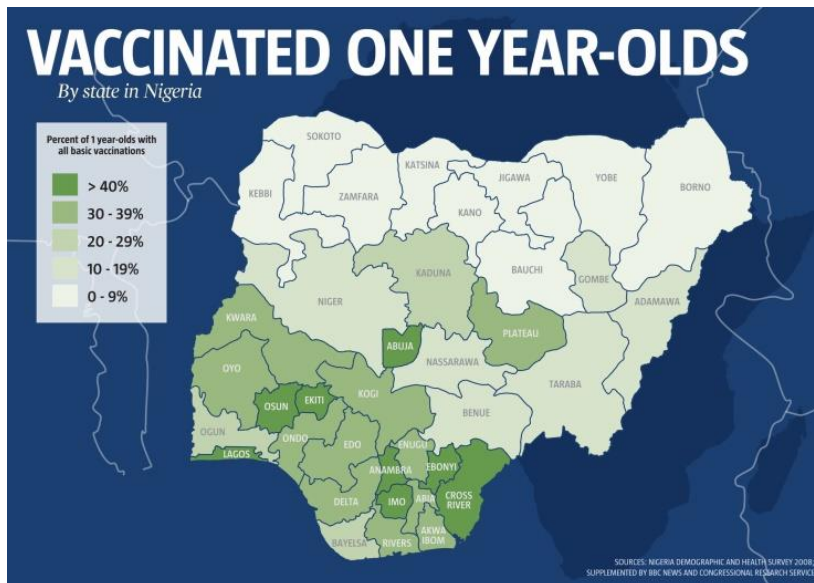 VACCINATED ONE YEAR-OLDS
By state in Nigeria
Percent of 1 year-olds with
all basic vaccinations
> 40%
30 - 39%
20 - 29%
10 - 19%
0 - 9%
SOKOTO
KATSINA
JIGAWA
YOBE
BORNO
KEBBI
ZAMFARA
KANO
BAUCHI
GOMBE
KADUNA
NIGER
ADAMAWA
KWARA
PLATEAU
ABUJA
NASSARAWA
OYO
TARABA
KOGI
OSUN
EKITI
BENUE
OGUN
ONDO
EDO
ENUGU
LAGOS
ANAMBRA
EBONYI
DELTA
IMO
ABIA
CROSS
RIVER
AKWA
IBOM
BAYELSA
RIVERS
SOURCES: NIGERIA DEMOGRAPHIC AND HEALTH SURVEY 2008;
SUPPLEMENTED BY BBC NEWS AND CONGRESSIONAL RESEARCH SERVICE